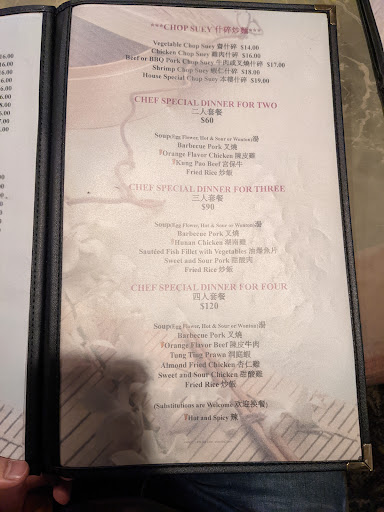 ***CHOP SUEY 什碎炒麵***
Vegetable Chop Suey 齋什碎 $14.00
Chicken Chop Suey 雞肉什碎 $16.00
Beef or BBQ Pork Chop Suey 牛肉或叉燒什碎 $17.00
Shrimp Chop Suey 蝦仁什碎 $18.00
House Special Chop Suey 本樓什碎 $19.00
CHEF SPECIAL DINNER FOR TWO
二人套餐
$60
Soup(Egg Flower, Hot & Sour or Wonton)湯
Barbecue Pork 叉燒
Orange Flavor Chicken 陳皮雞
Kung Pao Beef 宮保牛
Fried Rice 炒飯
CHEF SPECIAL DINNER FOR THREE
三人套餐
$90
Soup(Egg Flower, Hot & Sour or Wonton)湯
Barbecue Pork 叉燒
Hunan Chicken 湖南雞
Sautéed Fish Fillet with Vegetables 油爆魚片
Sweet and Sour Pork 甜酸肉
Fried Rice 炒飯
CHEF SPECIAL DINNER FOR FOUR
四人套餐
$120
Soup(Egg Flower, Hot & Sour or Wonton)湯
Barbecue Pork 叉燒
Orange Flavor Beef 陳皮牛肉
Tong Ting Prawn 洞庭蝦
Almond Fried Chicken 杏仁雞
Sweet and Sour Chicken 甜酸雞
Fried Rice 炒飯
(Substitutions are Welcome 欢迎换餐)
Hot and Spicy 辣